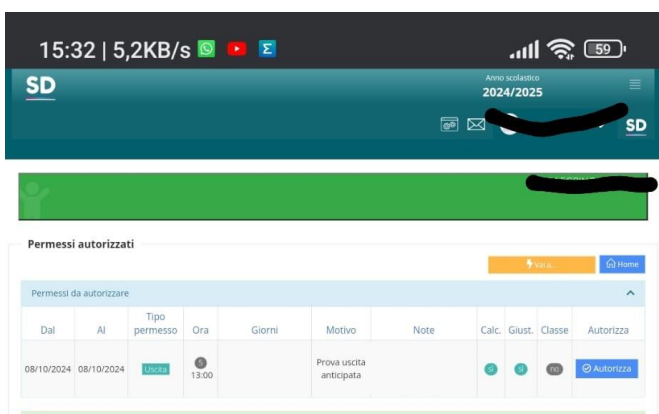 15:32 | 5,2KB/s
59
SD
Anno scolastico
2024/2025
SD
Permessi autorizzati
Vai a...
Home
Permessi da autorizzare
Dal Al Tipo permesso Ora Giorni Motivo Note Calc. Giust. Classe Autorizza
08/10/2024 08/10/2024 Uscita 5 13:00 Prova uscita anticipata si si no Autorizza